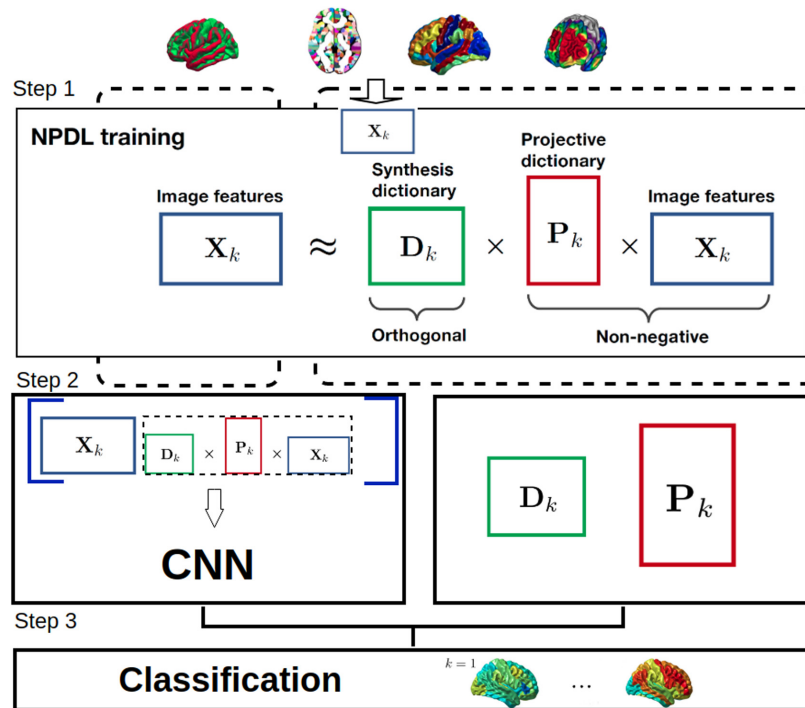 Step 1
NPDL training
X_k
Projective
dictionary
Synthesis
dictionary
Image features
Image features
X_k ≈ D_k × P_k × X_k
Orthogonal
Non-negative
Step 2
X_k D_k × P_k × X_k
CNN
D_k P_k
Step 3
Classification
k = 1 ...